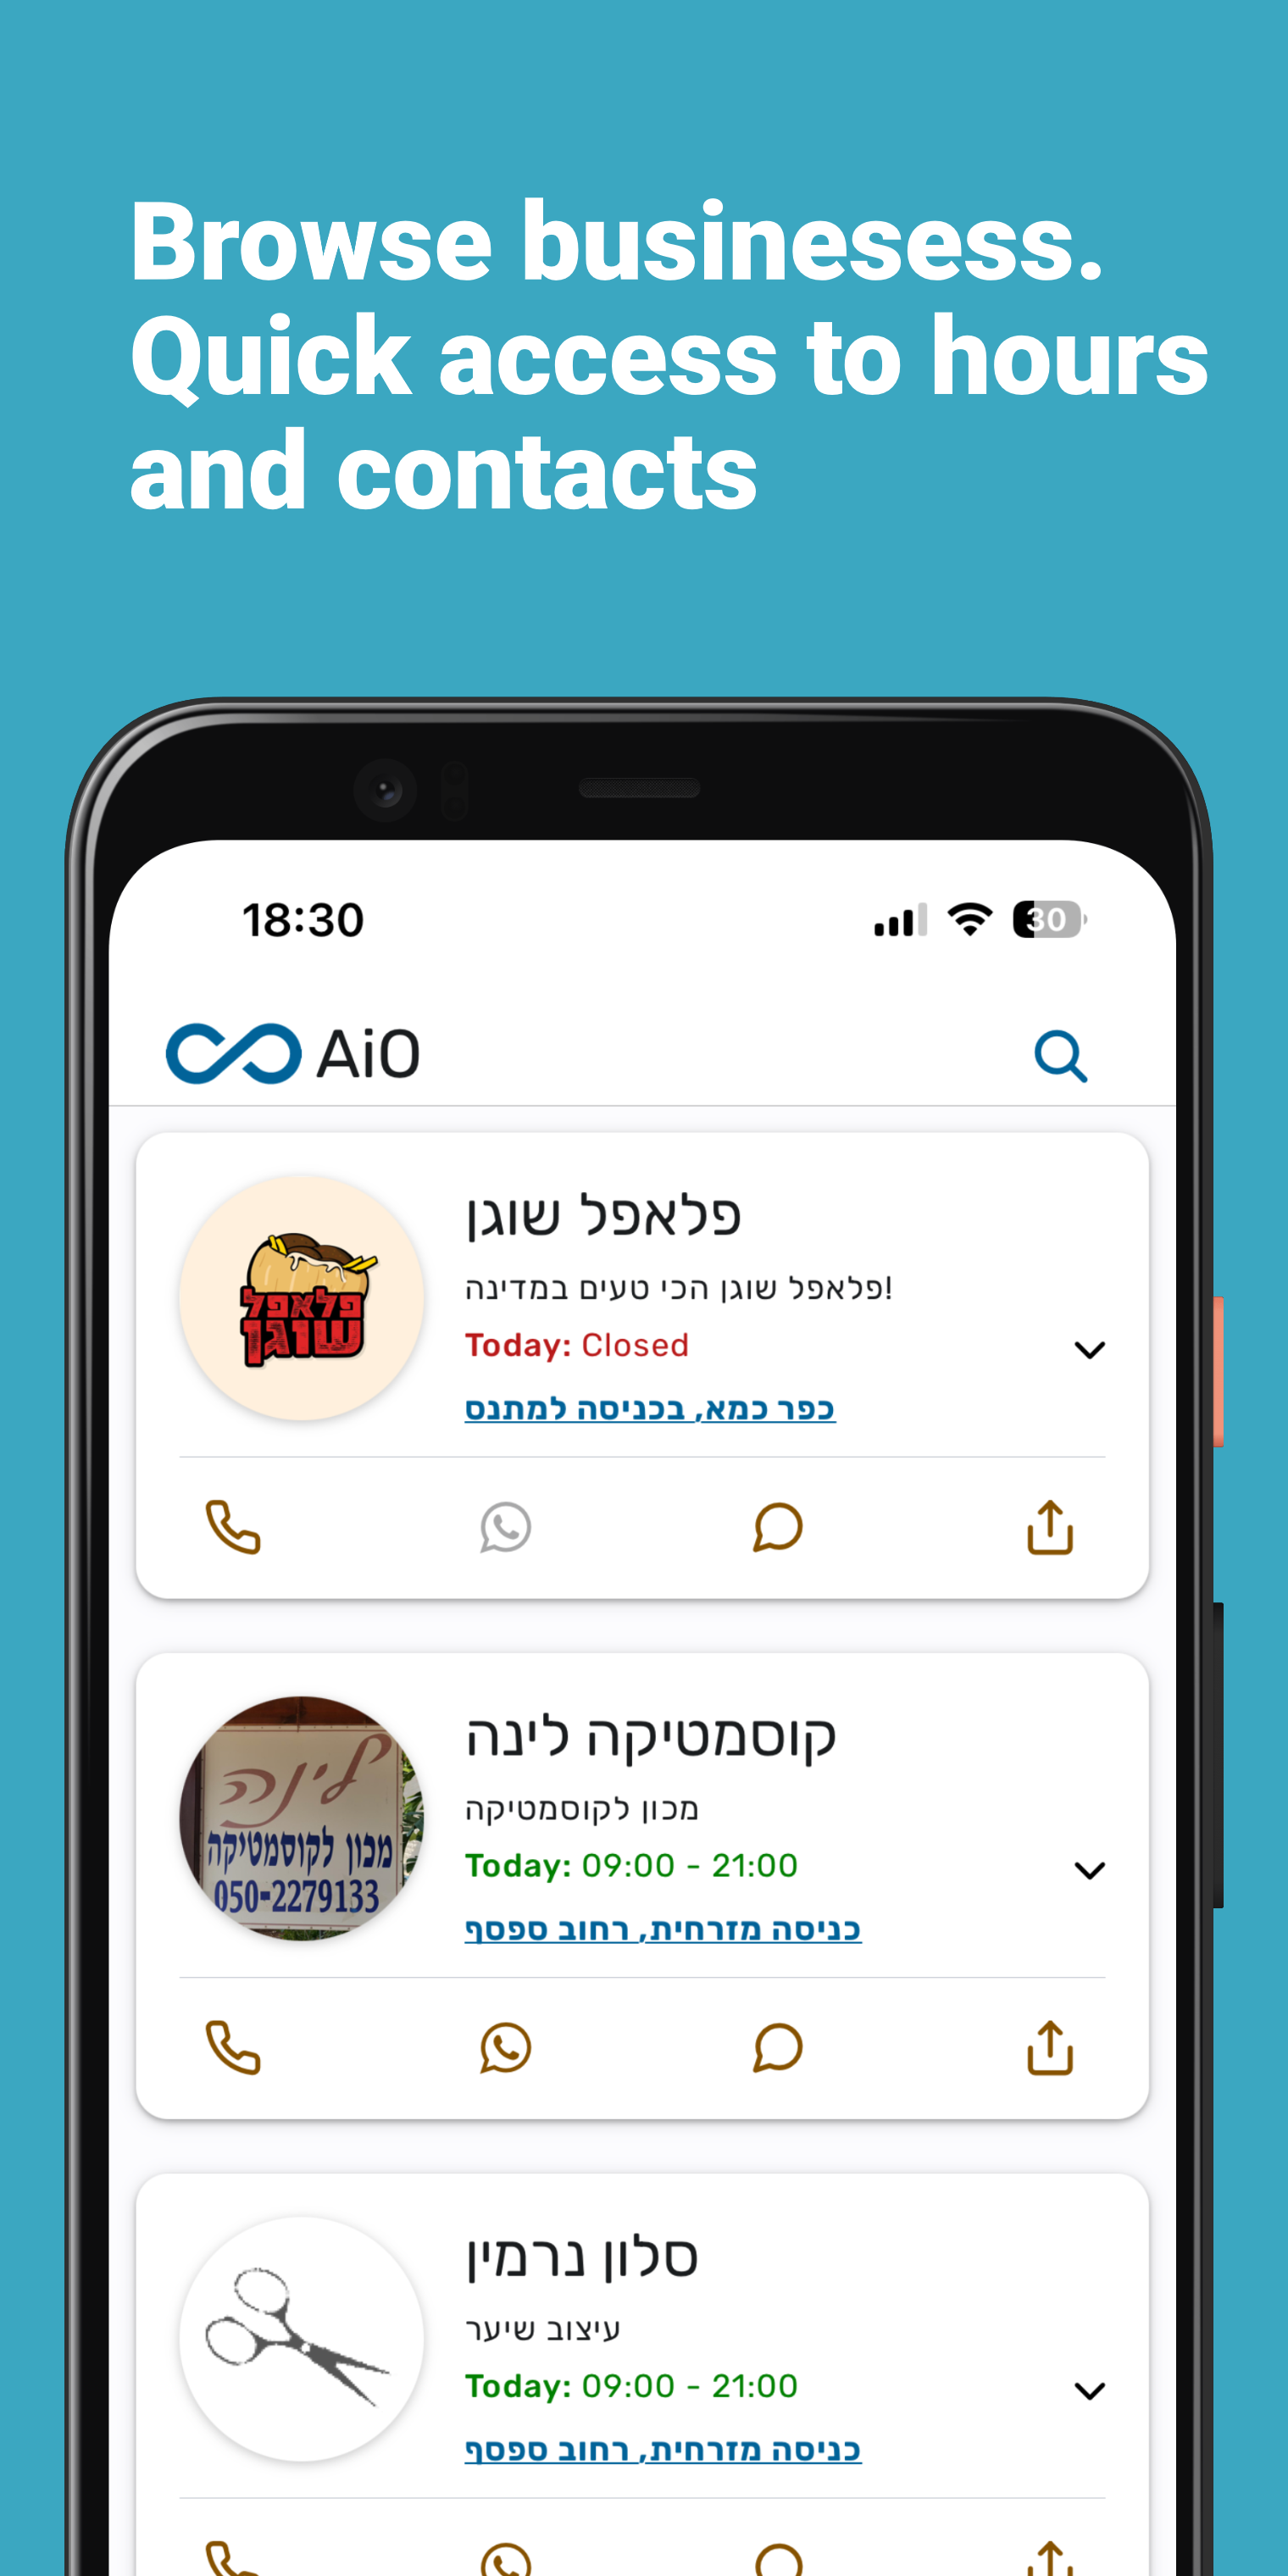 Browse businesess.
Quick access to hours
and contacts
18:30
30
AiO
פלאפל שוגן
פלאפל
שוגן
פלאפל שוגן הכי טעים במדינה!
Today: Closed
כפר כמא, בכניסה למתנס
קוסמטיקה לינה
לינה
מכון לקוסמטיקה
050-2279133
מכון לקוסמטיקה
Today: 09:00 - 21:00
כניסה מזרחית, רחוב ספסף
סלון נרמין
עיצוב שיער
Today: 09:00 - 21:00
כניסה מזרחית, רחוב ספסף